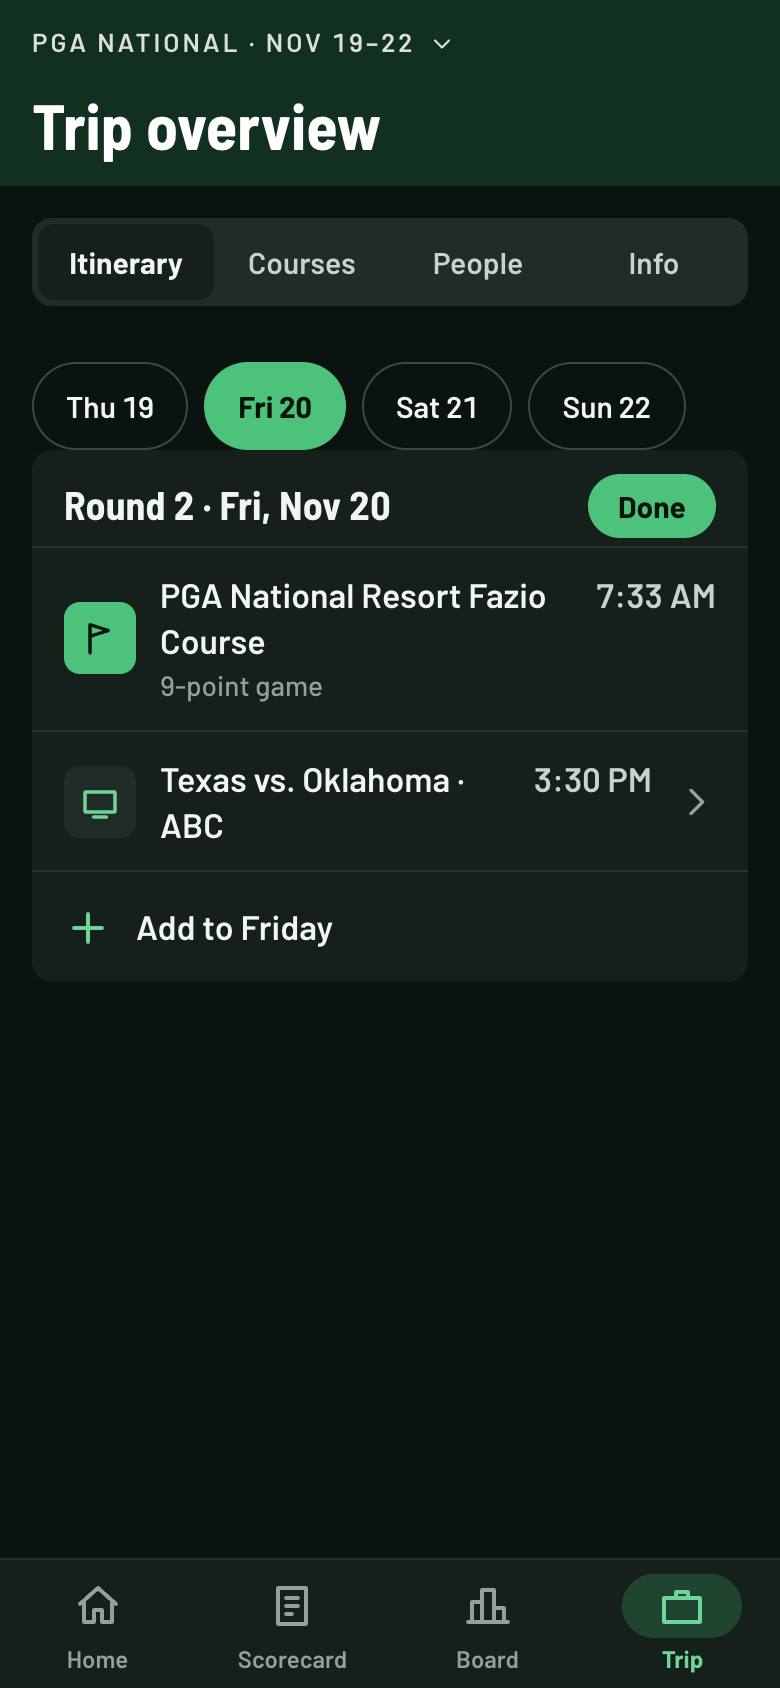 PGA NATIONAL · NOV 19–22
Trip overview
Itinerary Courses People Info
Thu 19 Fri 20 Sat 21 Sun 22
Round 2 · Fri, Nov 20 Done
PGA National Resort Fazio 7:33 AM
Course
9-point game
Texas vs. Oklahoma · 3:30 PM
ABC
Add to Friday
Home Scorecard Board Trip